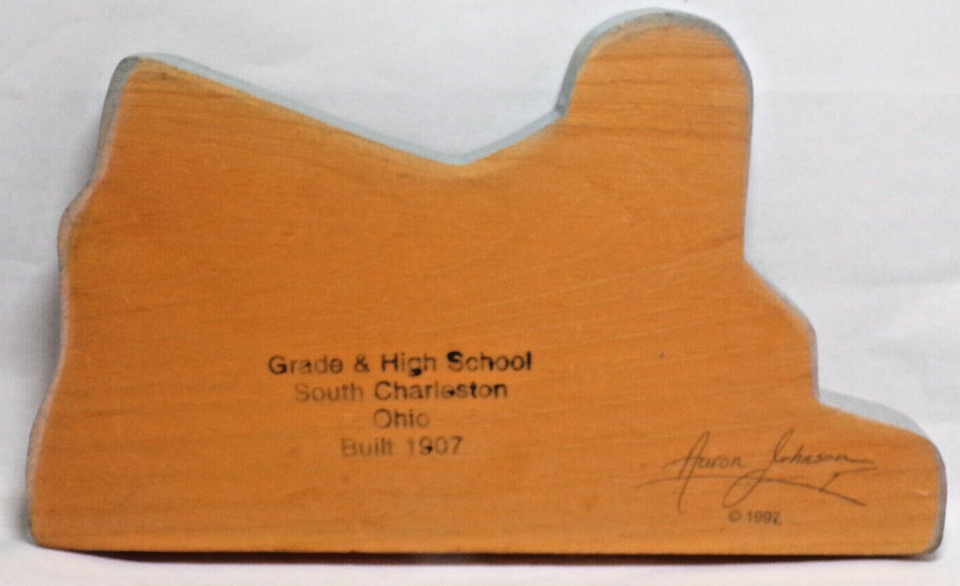 Grade & High School
South Charleston
Ohio
Built 1907
Aaron Johnson
© 1997